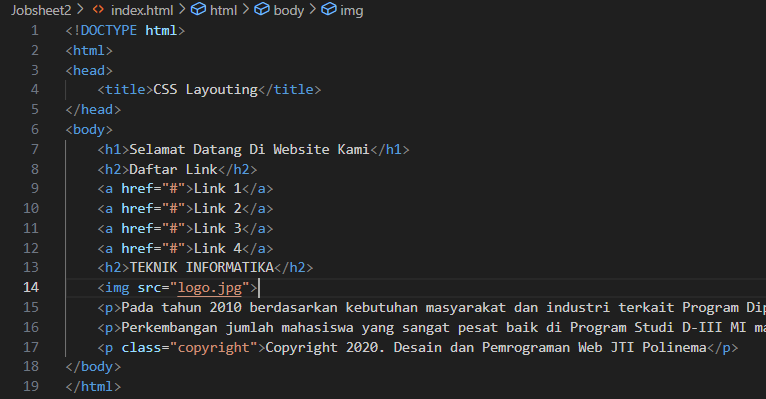 Jobsheet2 > index.html > html > body > img
1 <!DOCTYPE html>
2 <html>
3 <head>
4 <title>CSS Layouting</title>
5 </head>
6 <body>
7 <h1>Selamat Datang Di Website Kami</h1>
8 <h2>Daftar Link</h2>
9 <a href="#">Link 1</a>
10 <a href="#">Link 2</a>
11 <a href="#">Link 3</a>
12 <a href="#">Link 4</a>
13 <h2>TEKNIK INFORMATIKA</h2>
14 <img src="logo.jpg">
15 <p>Pada tahun 2010 berdasarkan kebutuhan masyarakat dan industri terkait Program Dip
16 <p>Perkembangan jumlah mahasiswa yang sangat pesat baik di Program Studi D-III MI ma
17 <p class="copyright">Copyright 2020. Desain dan Pemrograman Web JTI Polinema</p>
18 </body>
19 </html>